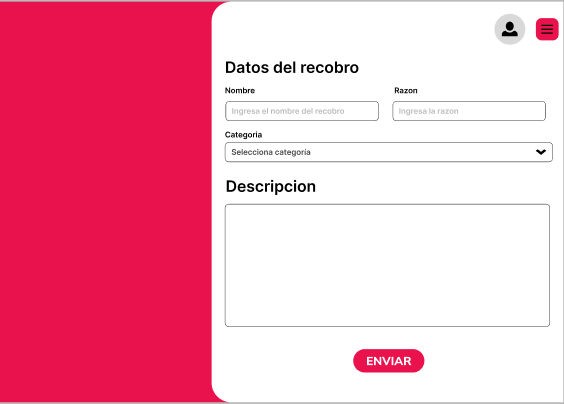 Datos del recobro
Nombre
Razon
Ingresa el nombre del recobro
Ingresa la razon
Categoria
Selecciona categoría
Descripcion
ENVIAR